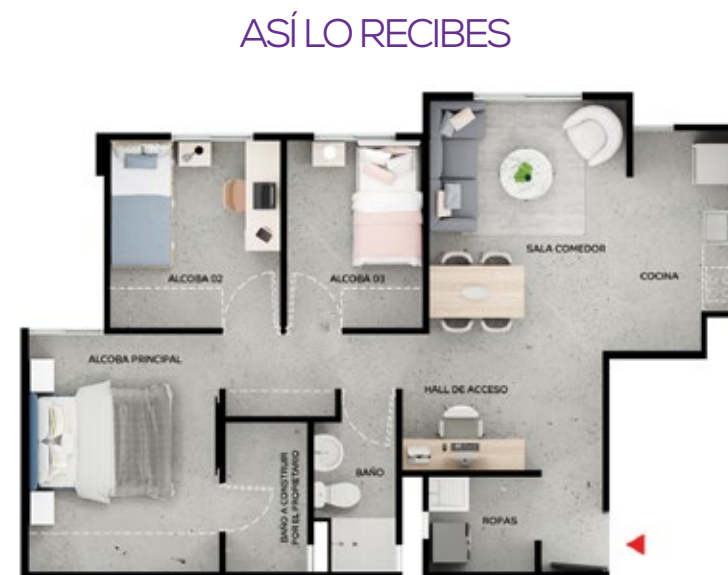 ASÍ LO RECIBES
SALA COMEDOR
ALCOBA 02
ALCOBA 03
COCINA
ALCOBA PRINCIPAL
HALL DE ACCESO
BAÑO A CONSTRUIR
POR EL PROPIETARIO
BAÑO
ROPAS